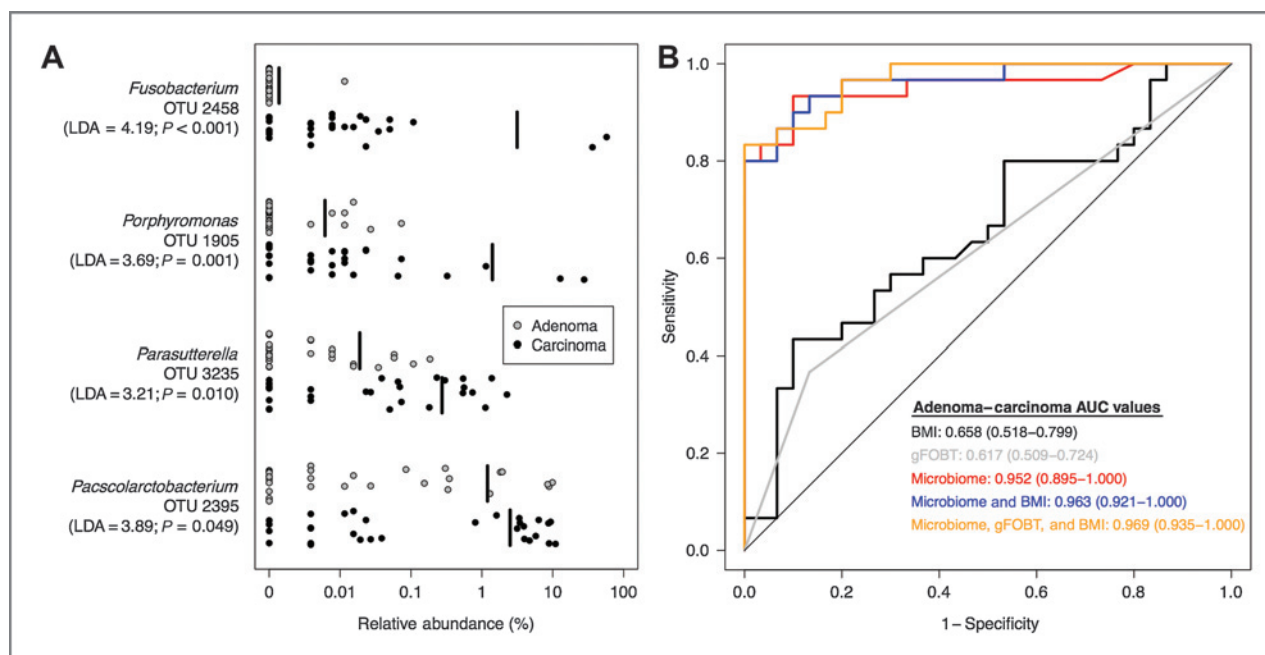 A
Fusobacterium
OTU 2458
(LDA = 4.19; P < 0.001)
Porphyromonas
OTU 1905
(LDA = 3.69; P = 0.001)
Parasutterella
OTU 3235
(LDA = 3.21; P = 0.010)
Pacscolarctobacterium
OTU 2395
(LDA = 3.89; P = 0.049)
Adenoma
Carcinoma
0 0.01 0.1 1 10 100
Relative abundance (%)
B
1.0
0.8
0.6
0.4
0.2
0.0
Sensitivity
Adenoma–carcinoma AUC values
BMI: 0.658 (0.518–0.799)
gFOBT: 0.617 (0.509–0.724)
Microbiome: 0.952 (0.895–1.000)
Microbiome and BMI: 0.963 (0.921–1.000)
Microbiome, gFOBT, and BMI: 0.969 (0.935–1.000)
0.0 0.2 0.4 0.6 0.8 1.0
1 – Specificity